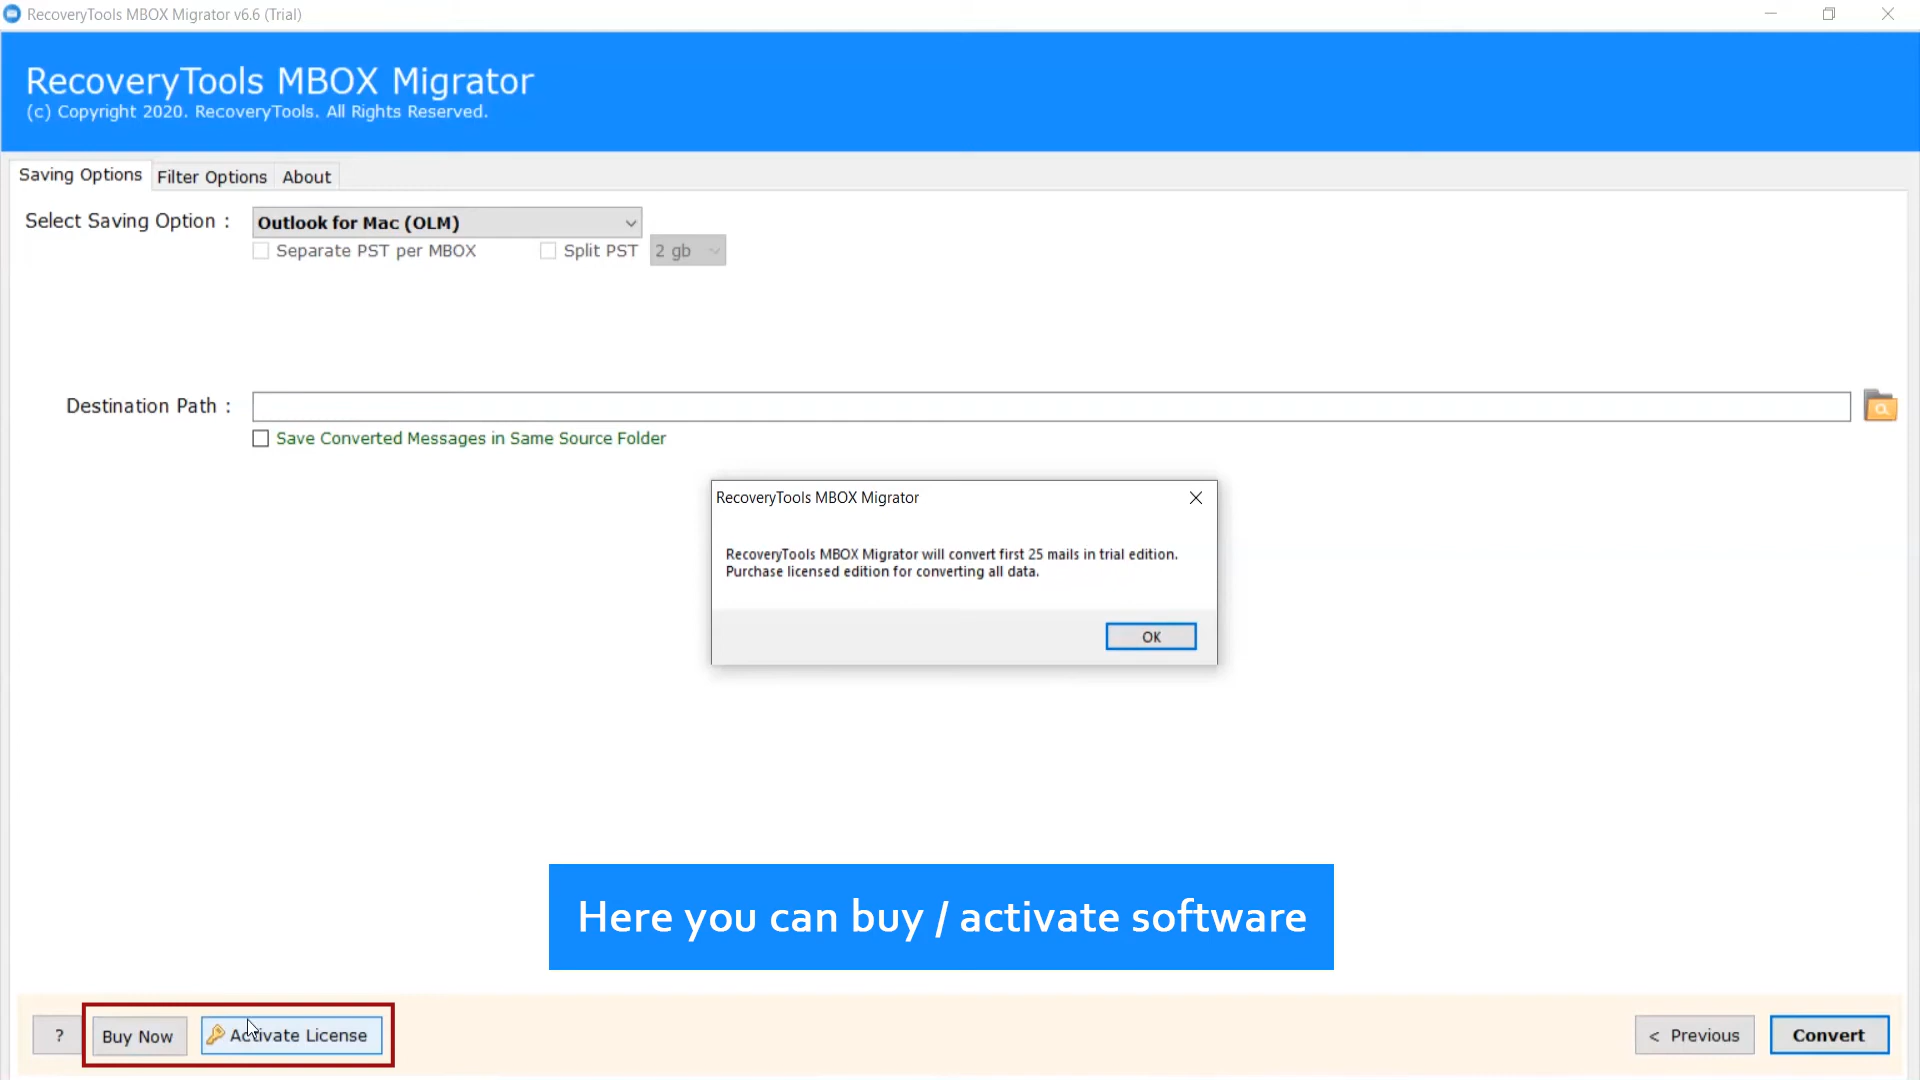 RecoveryTools MBOX Migrator v6.6 (Trial)
RecoveryTools MBOX Migrator
(c) Copyright 2020. RecoveryTools. All Rights Reserved.
Saving Options Filter Options About
Select Saving Option : Outlook for Mac (OLM)
Separate PST per MBOX Split PST 2 gb
Destination Path :
Save Converted Messages in Same Source Folder
RecoveryTools MBOX Migrator
RecoveryTools MBOX Migrator will convert first 25 mails in trial edition.
Purchase licensed edition for converting all data.
OK
Here you can buy / activate software
? Buy Now Activate License < Previous Convert